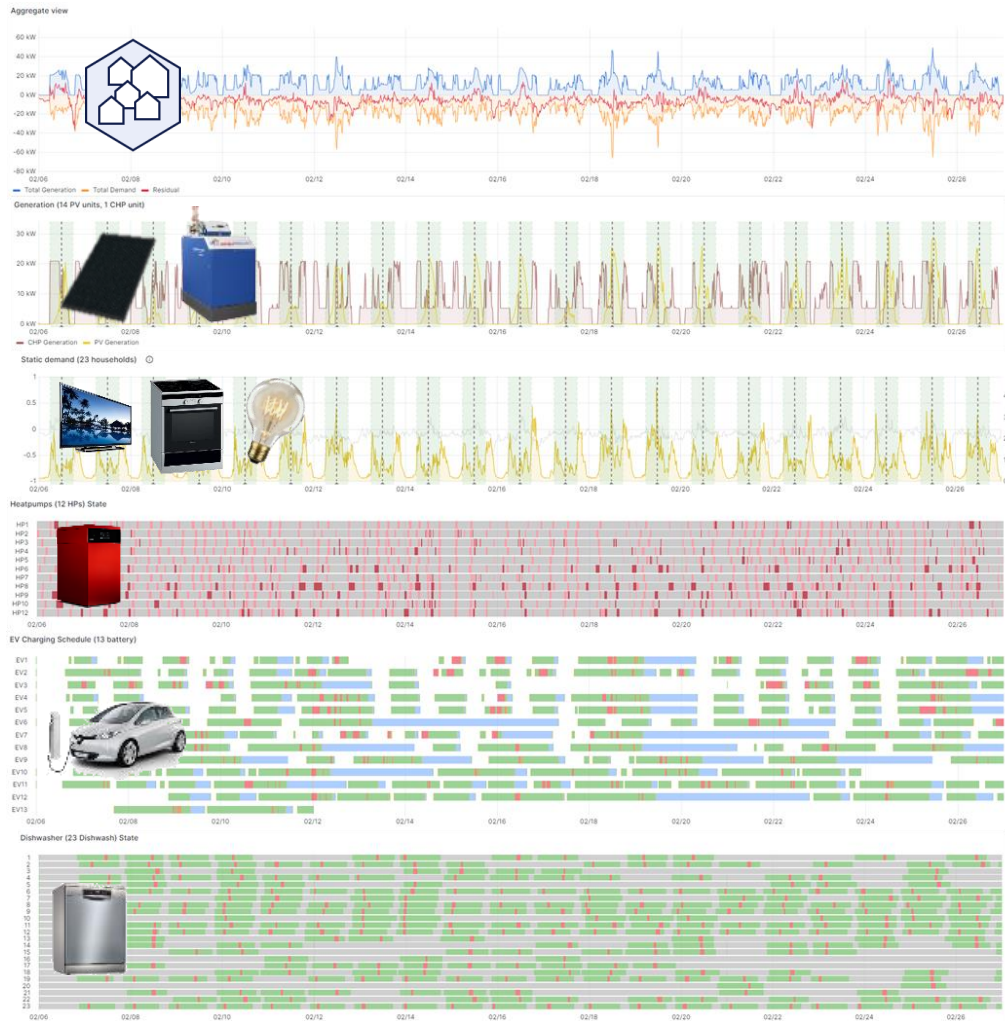 Aggregate view
60 kW
40 kW
20 kW
0 kW
-20 kW
-40 kW
-60 kW
-80 kW
02/06 02/08 02/10 02/12 02/14 02/16 02/18 02/20 02/22 02/24 02/26
Total Generation Total Demand Residual
Generation (14 PV units, 1 CHP unit)
30 kW
20 kW
10 kW
0 kW
02/06 02/08 02/10 02/12 02/14 02/16 02/18 02/20 02/22 02/24 02/26
CHP Generation PV Generation
Static demand (23 households)
1
0.5
0
-0.5
-1
02/06 02/08 02/10 02/12 02/14 02/16 02/18 02/20 02/22 02/24 02/26
Heatpumps (12 HPs) State
HP1
HP2
HP3
HP4
HP5
HP6
HP7
HP8
HP9
HP10
HP12
02/06 02/08 02/10 02/12 02/14 02/16 02/18 02/20 02/22 02/24 02/26
EV Charging Schedule (13 battery)
EV1
EV2
EV3
EV4
EV5
EV6
EV7
EV8
EV9
EV10
EV11
EV12
EV13
02/06 02/08 02/10 02/12 02/14 02/16 02/18 02/20 02/22 02/24 02/26
Dishwasher (23 Dishwash) State
1
2
3
4
5
6
7
8
9
10
11
12
13
14
15
16
17
18
19
20
21
22
23
02/06 02/08 02/10 02/12 02/14 02/16 02/18 02/20 02/22 02/24 02/26